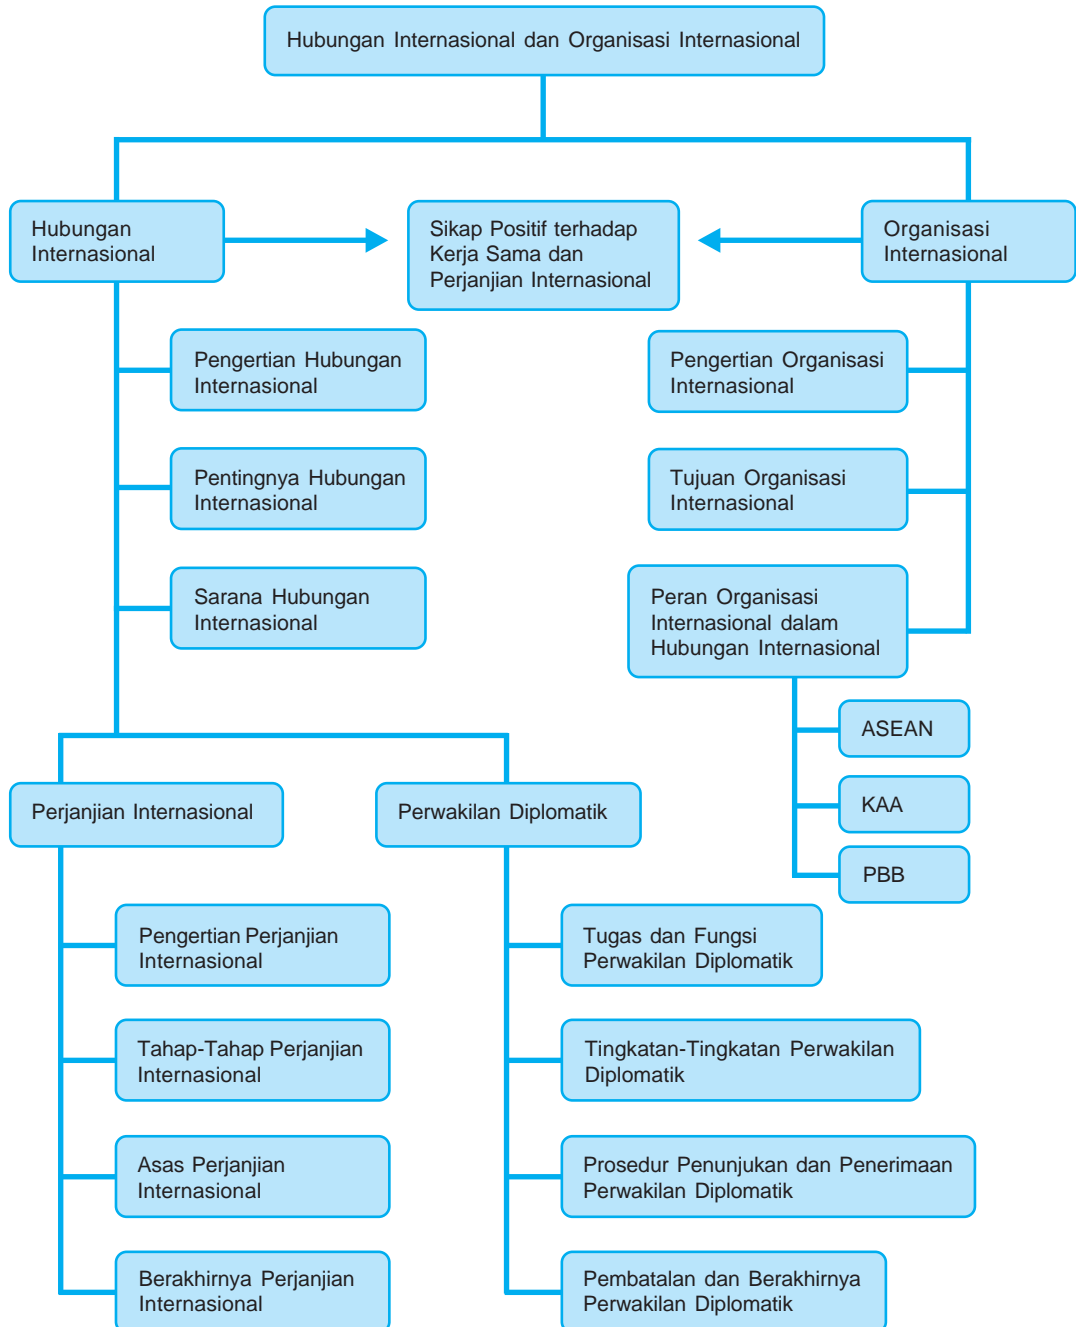 Hubungan Internasional dan Organisasi Internasional
Hubungan
Internasional
Sikap Positif terhadap
Kerja Sama dan
Perjanjian Internasional
Organisasi
Internasional
Pengertian Hubungan
Internasional
Pentingnya Hubungan
Internasional
Sarana Hubungan
Internasional
Pengertian Organisasi
Internasional
Tujuan Organisasi
Internasional
Peran Organisasi
Internasional dalam
Hubungan Internasional
ASEAN
KAA
PBB
Perjanjian Internasional
Pengertian Perjanjian
Internasional
Tahap-Tahap Perjanjian
Internasional
Asas Perjanjian
Internasional
Berakhirnya Perjanjian
Internasional
Perwakilan Diplomatik
Tugas dan Fungsi
Perwakilan Diplomatik
Tingkatan-Tingkatan Perwakilan
Diplomatik
Prosedur Penunjukan dan Penerimaan
Perwakilan Diplomatik
Pembatalan dan Berakhirnya
Perwakilan Diplomatik